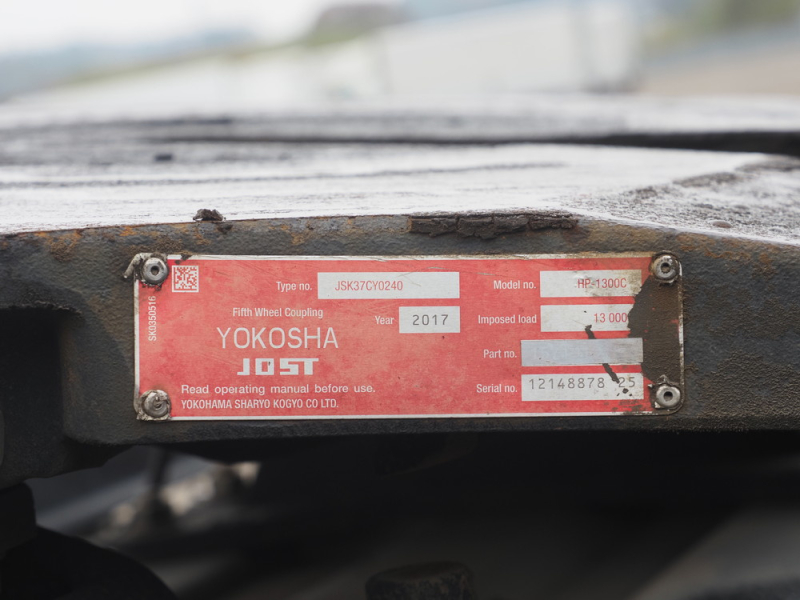 SK0350516
Type no. JSK37CY0240 Model no. HP-1300C
Fifth Wheel Coupling Year 2017 Imposed load 13 000
YOKOSHA
JOST Part no.
Read operating manual before use. Serial no. 12148878 25
YOKOHAMA SHARYO KOGYO CO LTD.